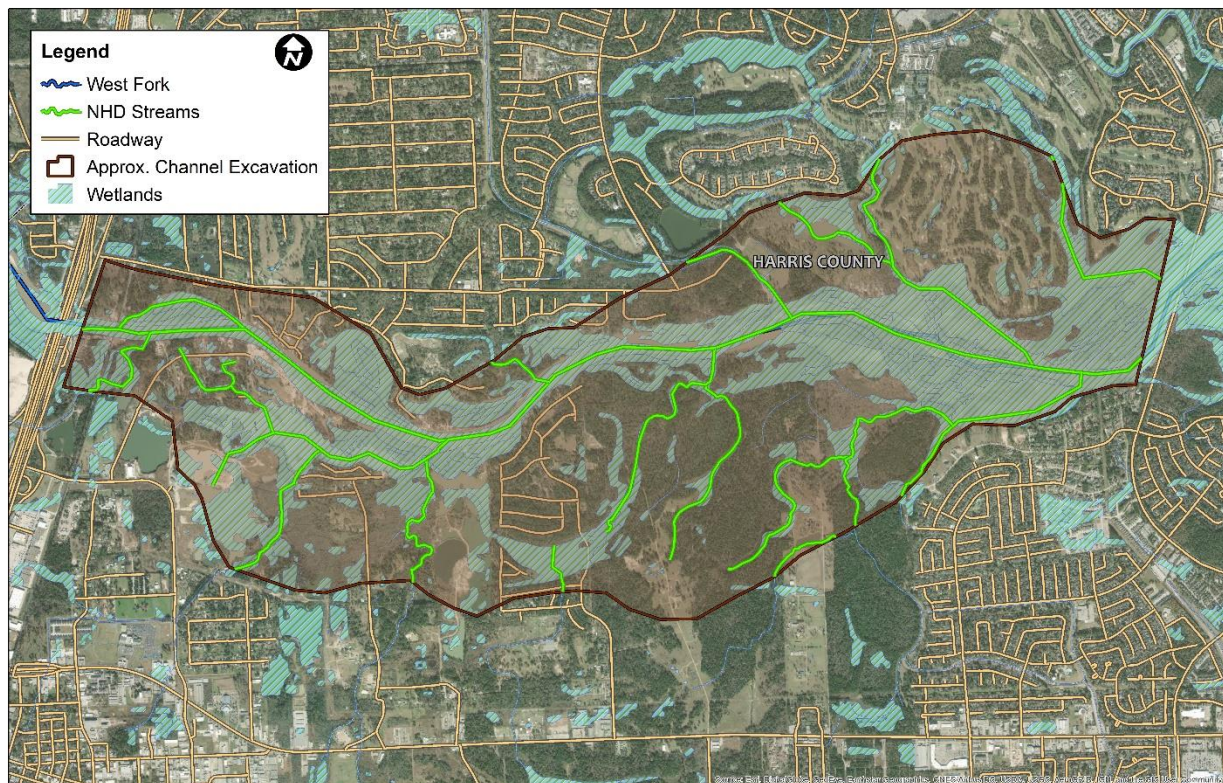 Legend
N
West Fork
NHD Streams
Roadway
Approx. Channel Excavation
Wetlands
HARRIS COUNTY